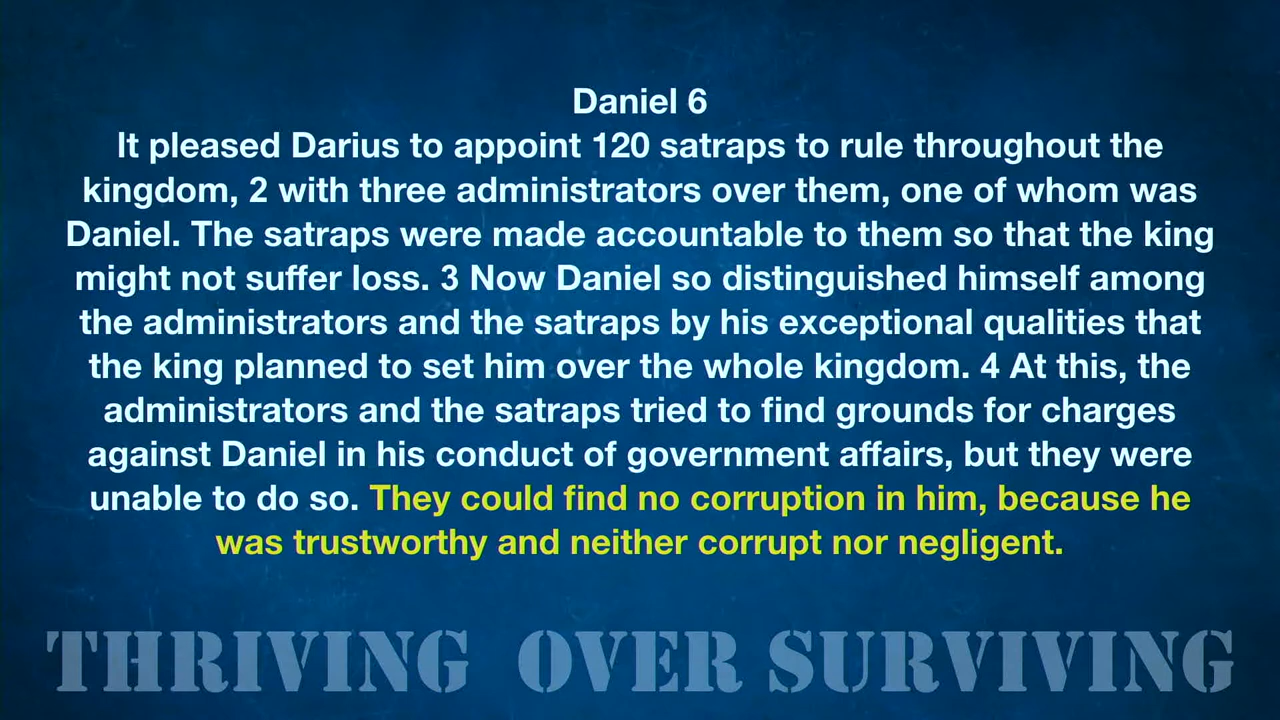 Daniel 6
It pleased Darius to appoint 120 satraps to rule throughout the
kingdom, 2 with three administrators over them, one of whom was
Daniel. The satraps were made accountable to them so that the king
might not suffer loss. 3 Now Daniel so distinguished himself among
the administrators and the satraps by his exceptional qualities that
the king planned to set him over the whole kingdom. 4 At this, the
administrators and the satraps tried to find grounds for charges
against Daniel in his conduct of government affairs, but they were
unable to do so. They could find no corruption in him, because he
was trustworthy and neither corrupt nor negligent.
THRIVING OVER SURVIVING